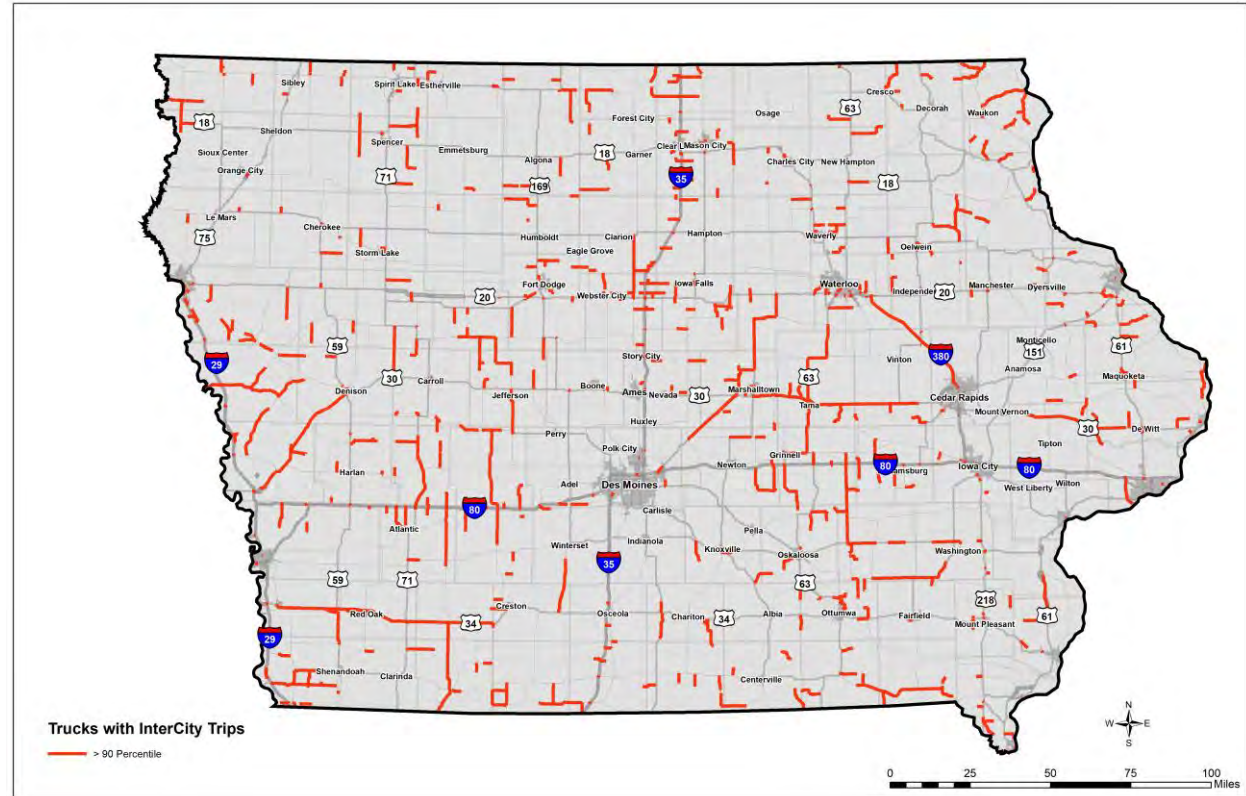 Sibley
Spirit Lake
Estherville
Cresco
Decorah
63
Osage
Waukon
Forest City
18
Sheldon
Spencer
Emmetsburg
Algona
18
Garner
Clear L
Mason City
Charles City
New Hampton
Sioux Center
Orange City
71
169
35
18
Le Mars
75
Cherokee
Storm Lake
Humboldt
Clarion
Eagle Grove
Hampton
Waverly
Oelwein
Fort Dodge
20
Webster City
Iowa Falls
Waterloo
Independen
20
Manchester
Dyersville
59
29
Story City
Vinton
380
Monticello
151
61
Anamosa
Maquoketa
Denison
30
Carroll
Jefferson
Boone
Ames
Nevada
30
Marshalltown
63
Tama
Cedar Rapids
Mount Vernon
30
De Witt
Huxley
Perry
Polk City
Harlan
Adel
Des Moines
Newton
Grinnell
80
amsburg
Iowa City
80
Tipton
West Liberty
Wilton
80
Atlantic
Carlisle
Winterset
Indianola
Pella
Knoxville
Oskaloosa
Washington
59
71
35
63
218
61
Red Oak
34
Creston
Osceola
Chariton
34
Albia
Ottumwa
Fairfield
Mount Pleasant
29
Shenandoah
Clarinda
Centerville
Trucks with InterCity Trips
> 90 Percentile
N
W E
S
0 25 50 75 100
Miles